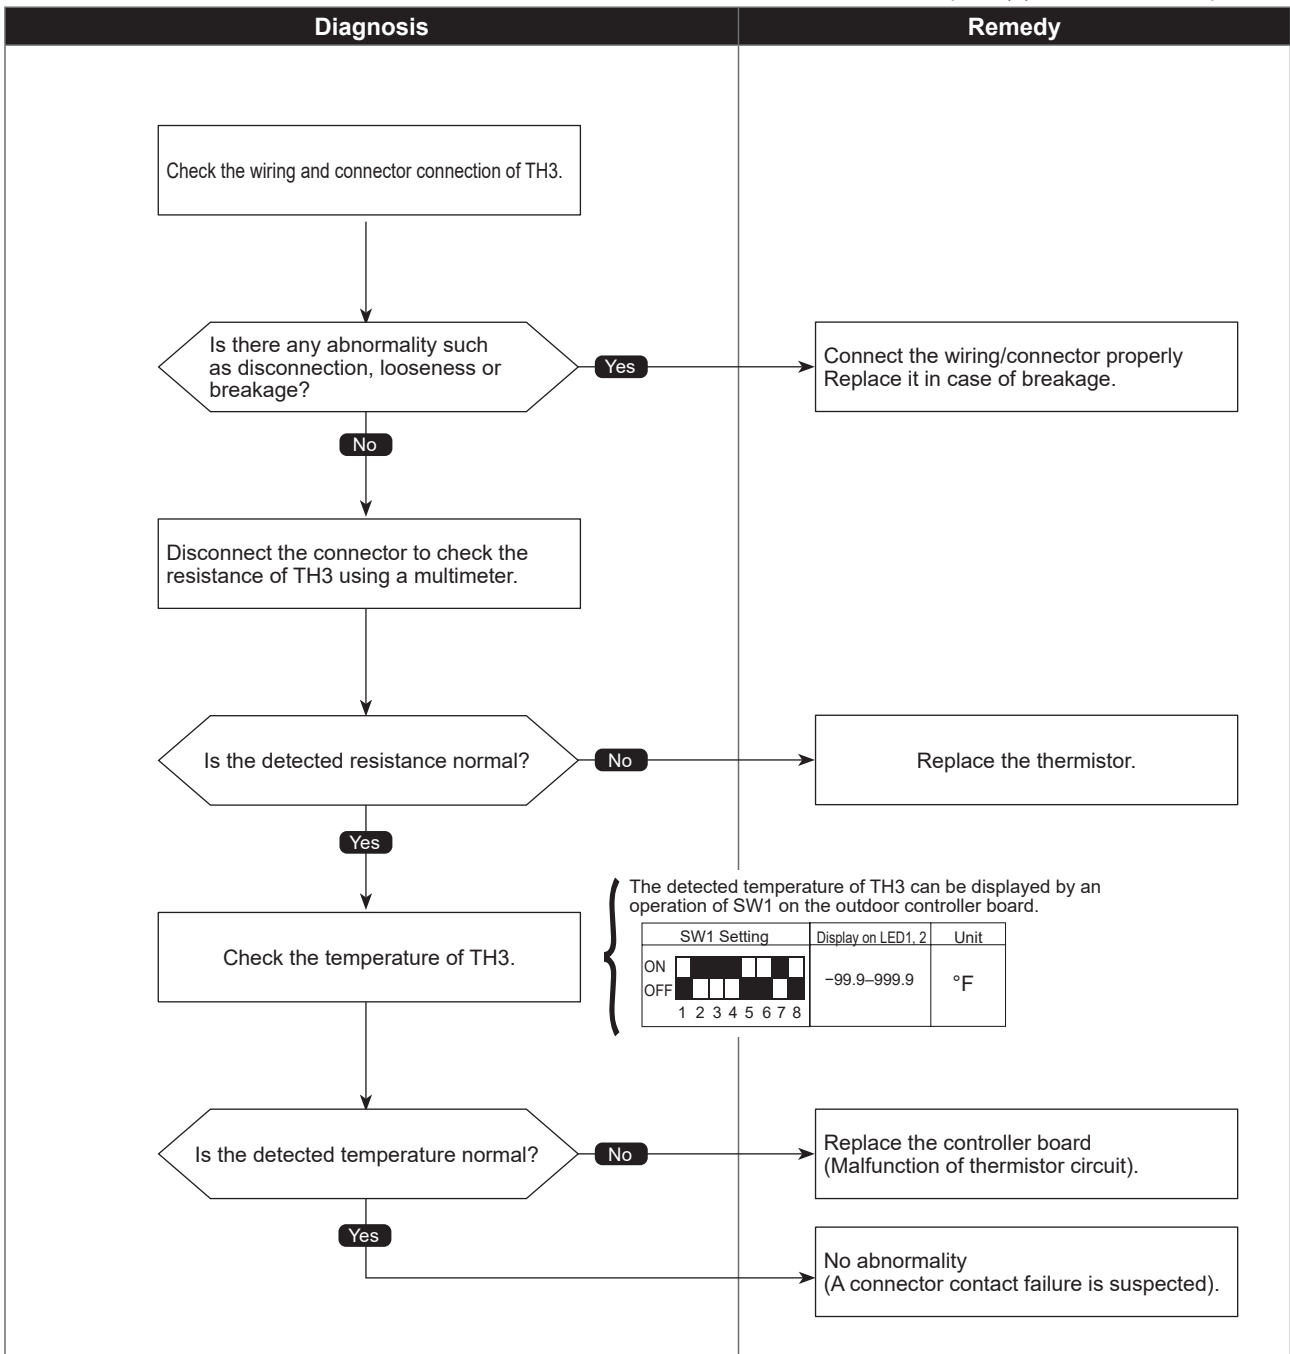 Diagnosis
Remedy
Check the wiring and connector connection of TH3.
Is there any abnormality such
as disconnection, looseness or
breakage?
Yes
Connect the wiring/connector properly
Replace it in case of breakage.
No
Disconnect the connector to check the
resistance of TH3 using a multimeter.
Is the detected resistance normal?
No
Replace the thermistor.
Yes
The detected temperature of TH3 can be displayed by an
operation of SW1 on the outdoor controller board.
SW1 Setting
Display on LED1, 2
Unit
ON
OFF
1 2 3 4 5 6 7 8
−99.9–999.9
°F
Check the temperature of TH3.
Is the detected temperature normal?
No
Replace the controller board
(Malfunction of thermistor circuit).
Yes
No abnormality
(A connector contact failure is suspected).